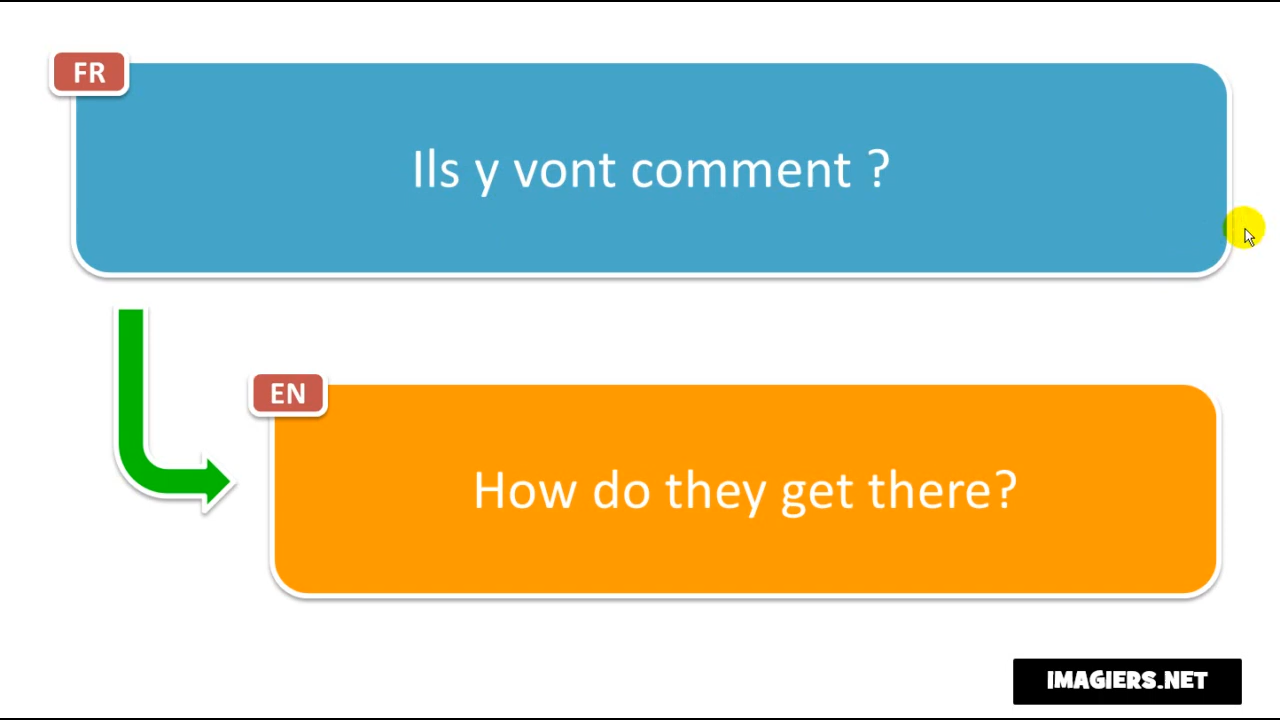 FR
Ils y vont comment ?
EN
How do they get there?
IMAGIERS.NET